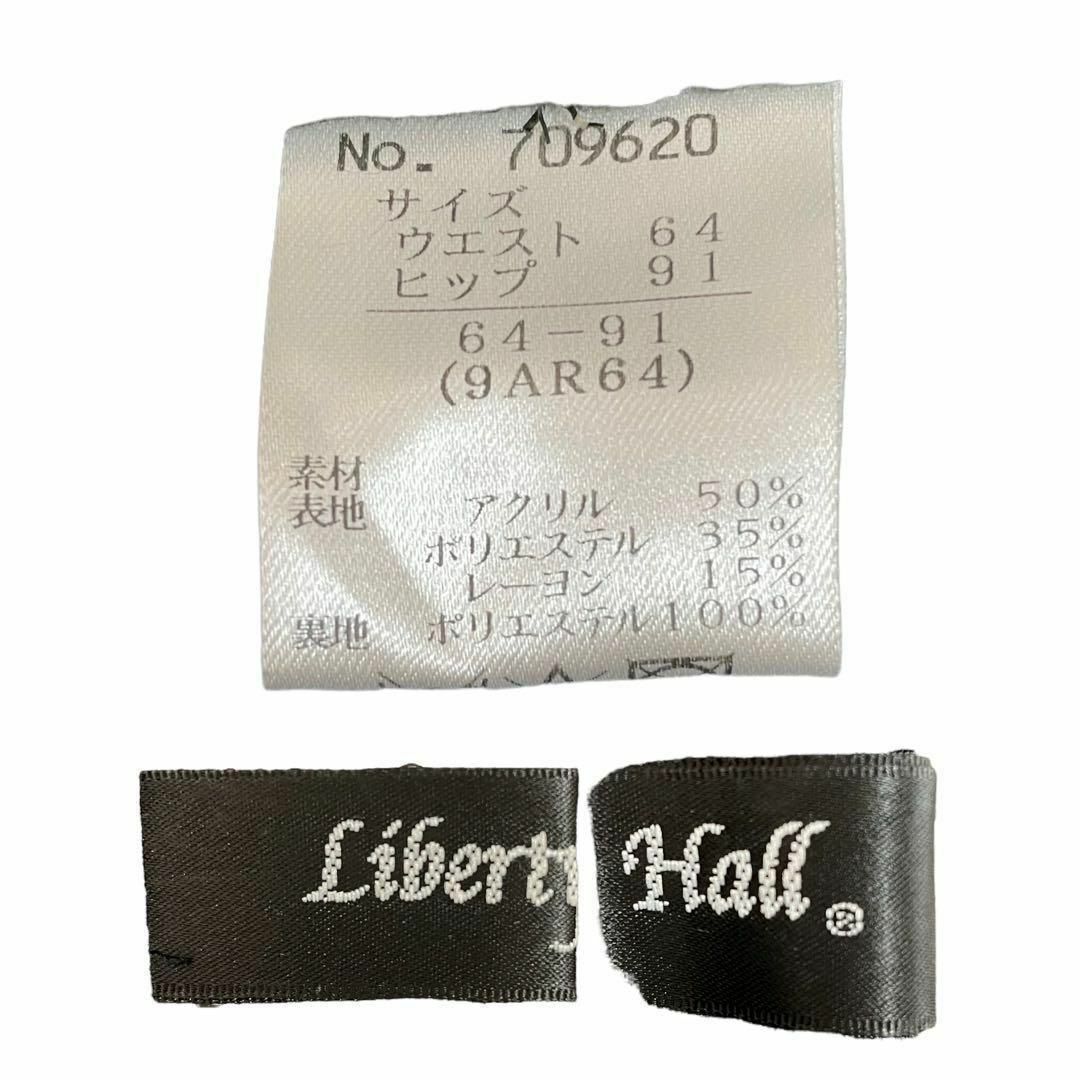 No. 709620
サイズ
ウエスト 64
ヒップ 91
64-91
(9AR64)
素材
表地 アクリル 50%
ポリエステル 35%
レーヨン 15%
裏地 ポリエステル100%
Liberty Hall®